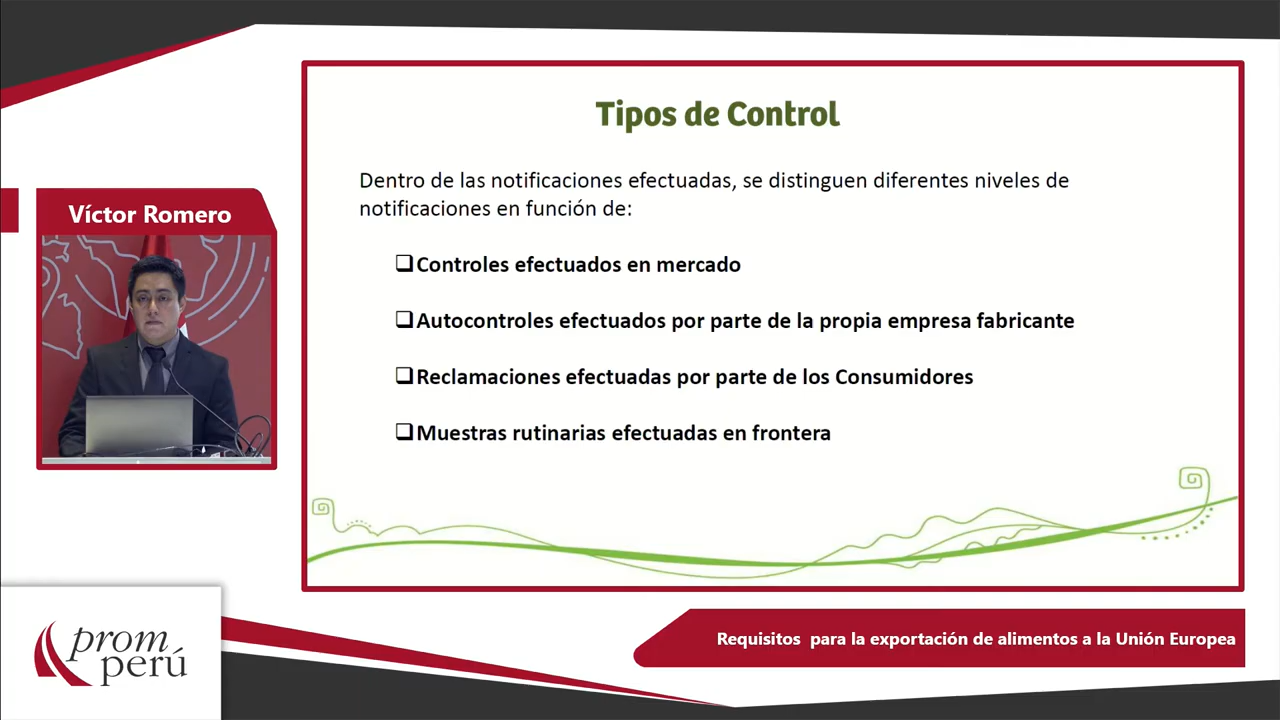 Tipos de Control
Dentro de las notificaciones efectuadas, se distinguen diferentes niveles de
notificaciones en función de:
Controles efectuados en mercado
Autocontroles efectuados por parte de la propia empresa fabricante
Reclamaciones efectuadas por parte de los Consumidores
Muestras rutinarias efectuadas en frontera
Víctor Romero
prom
perú
Requisitos para la exportación de alimentos a la Unión Europea